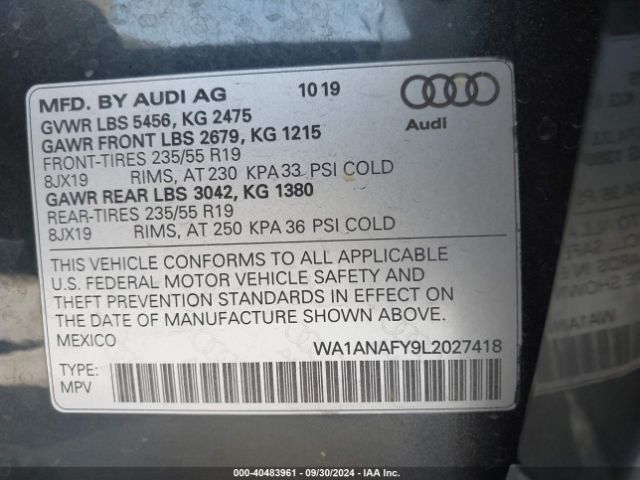 MFD. BY AUDI AG 10 19
GVWR LBS 5456, KG 2475
GAWR FRONT LBS 2679, KG 1215
Audi
FRONT-TIRES 235/55 R19
8JX19 RIMS, AT 230 KPA 33 PSI COLD
GAWR REAR LBS 3042, KG 1380
REAR-TIRES 235/55 R19
8JX19 RIMS, AT 250 KPA 36 PSI COLD
THIS VEHICLE CONFORMS TO ALL APPLICABLE
U.S. FEDERAL MOTOR VEHICLE SAFETY AND
THEFT PREVENTION STANDARDS IN EFFECT ON
THE DATE OF MANUFACTURE SHOWN ABOVE.
MEXICO
WA1ANAFY9L2027418
TYPE:
MPV
000-40483961 - 09/30/2024 - IAA Inc.